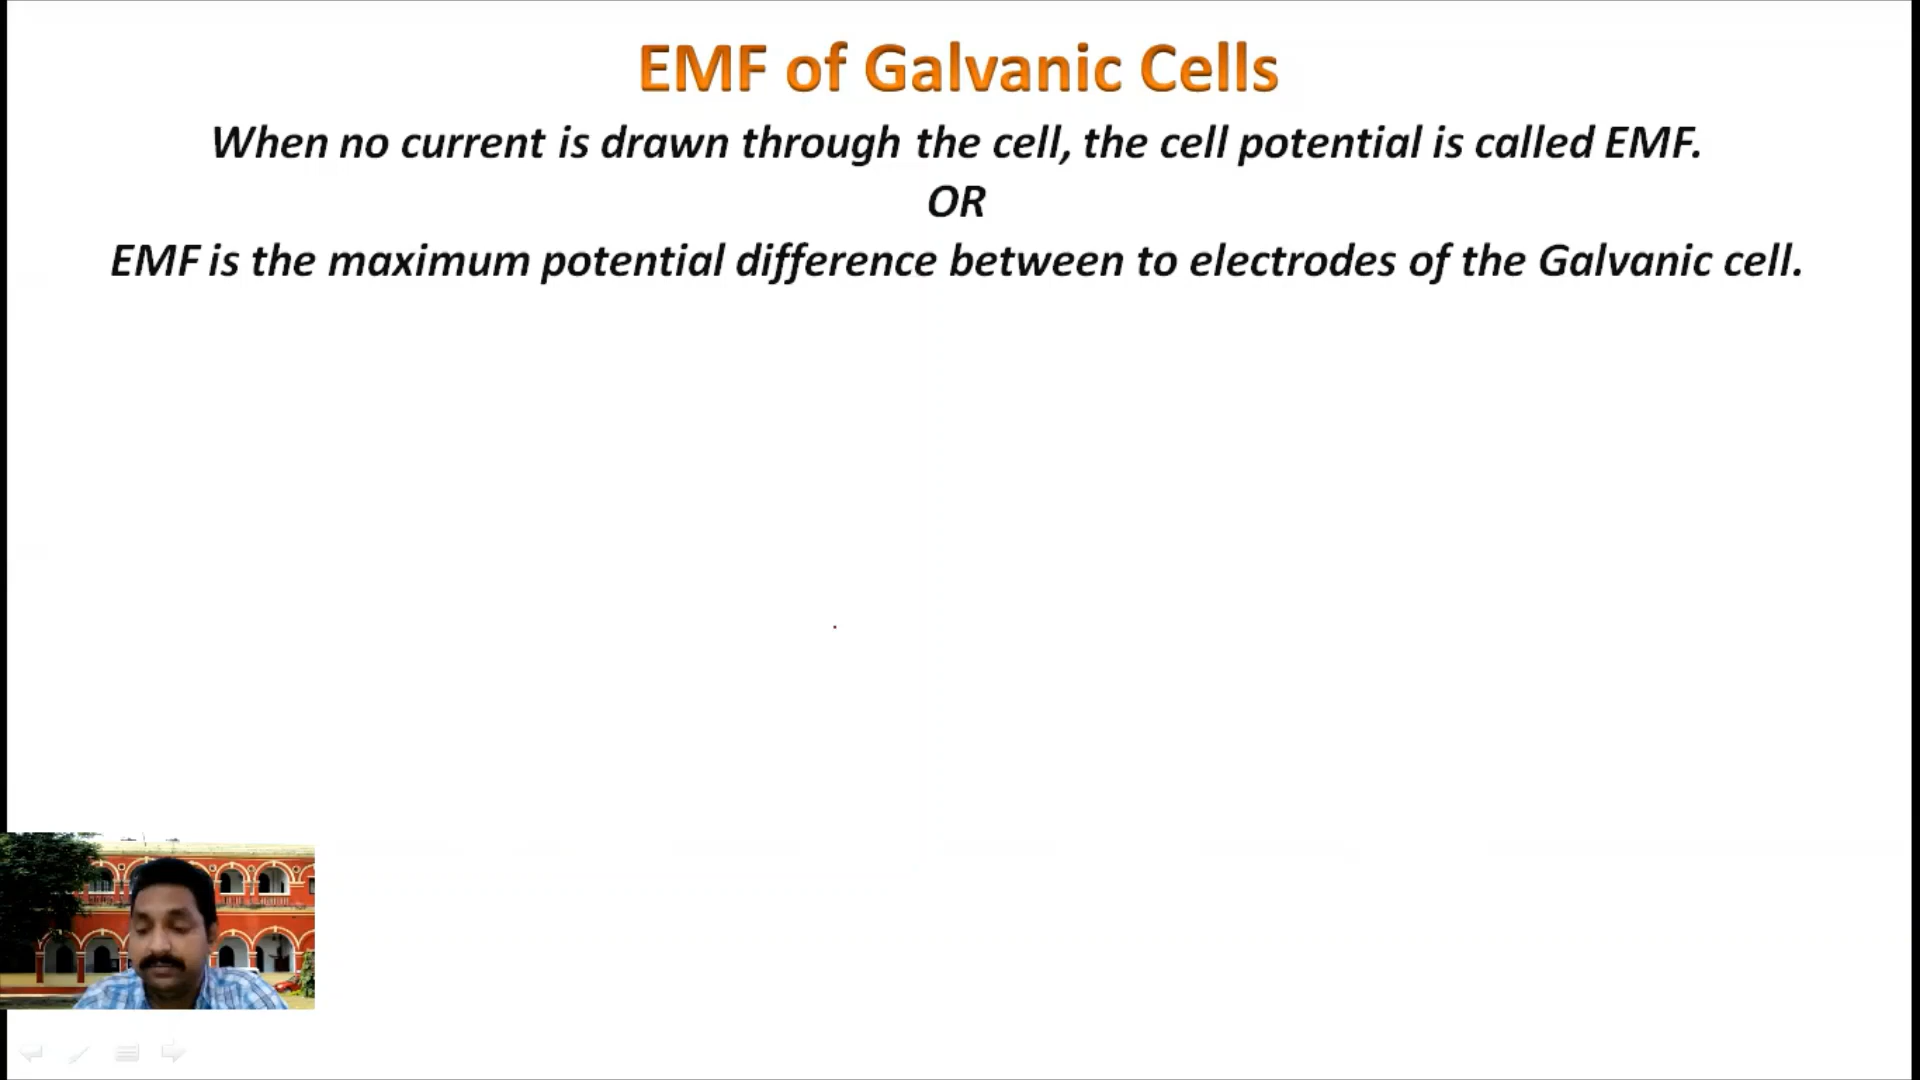 EMF of Galvanic Cells
When no current is drawn through the cell, the cell potential is called EMF.
OR
EMF is the maximum potential difference between to electrodes of the Galvanic cell.